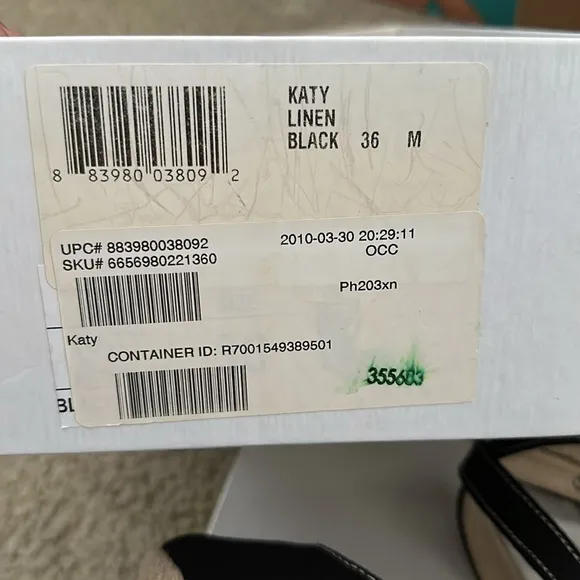 KATY
LINEN
BLACK 36 M
8 83980 03809 2
UPC# 883980038092 2010-03-30 20:29:11
SKU# 6656980221360 OCC
Ph203xn
Katy
CONTAINER ID: R7001549389501
355603
BL